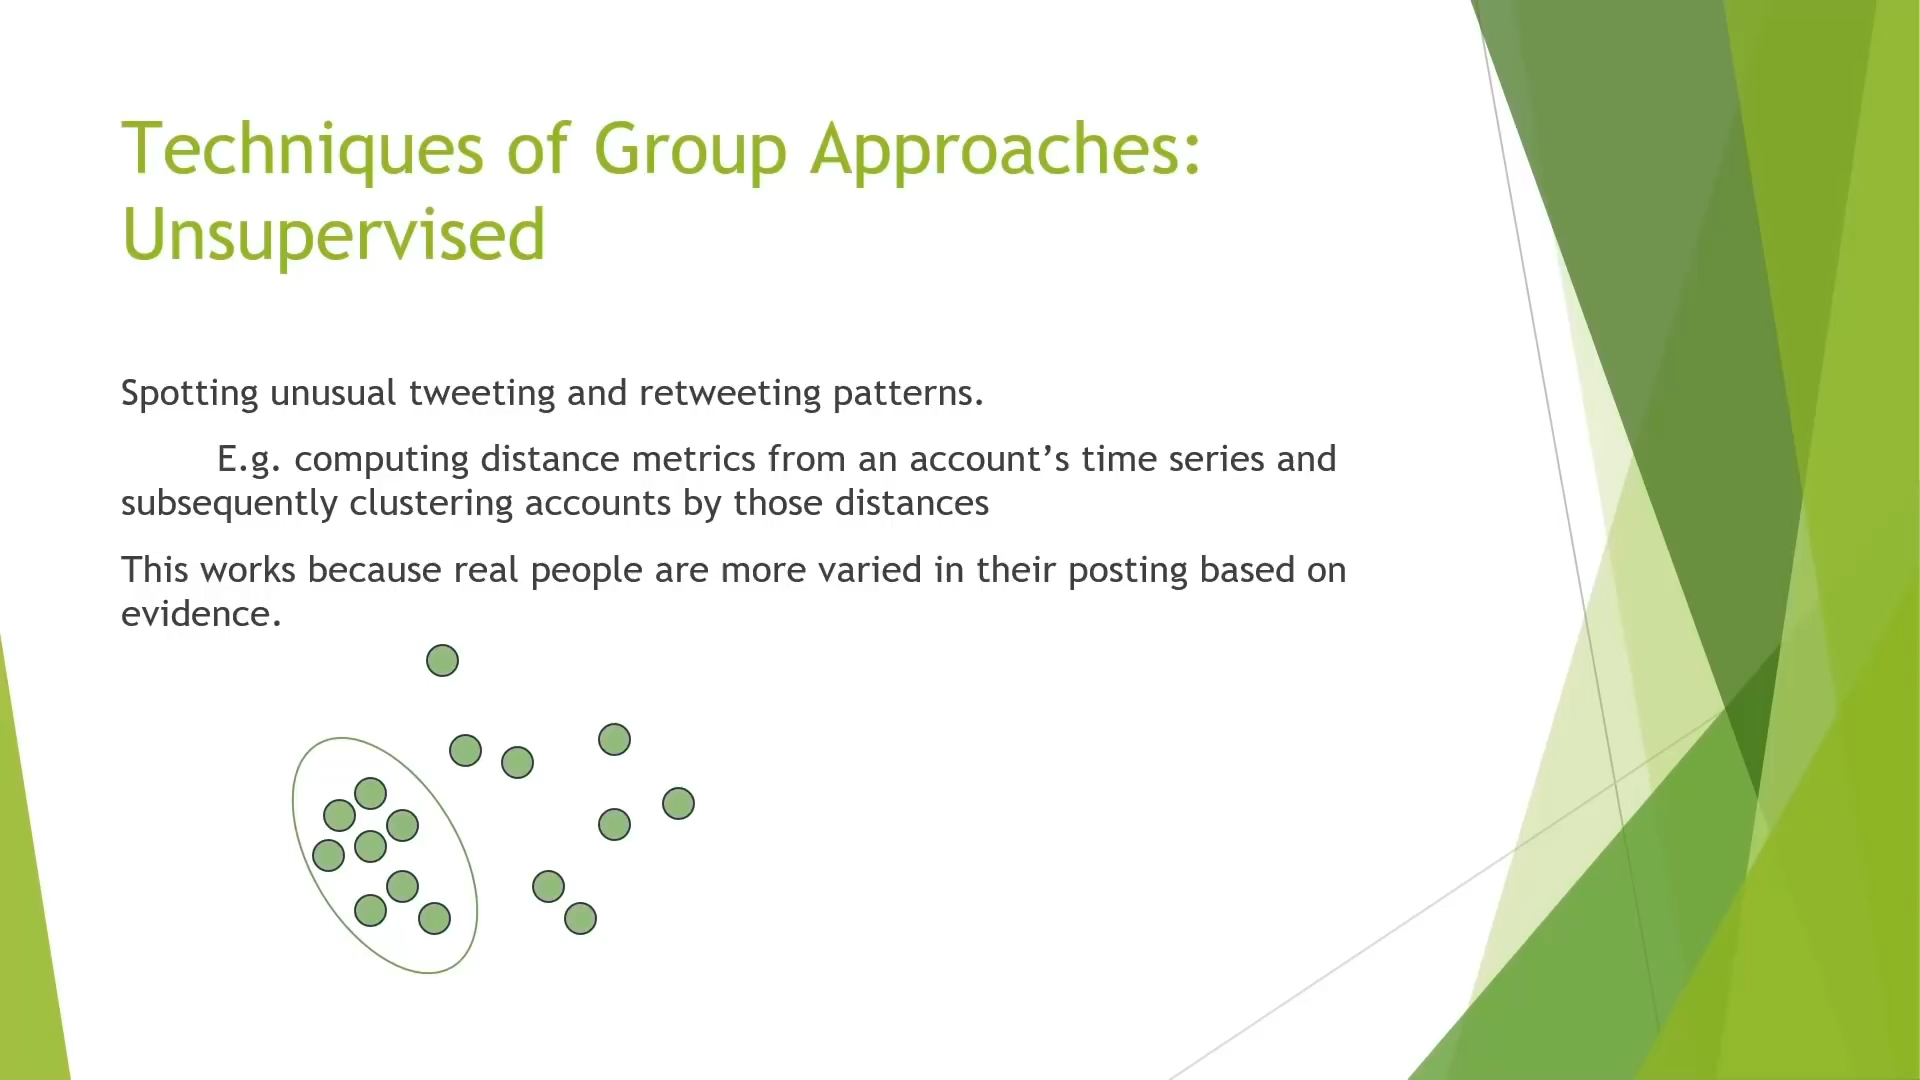 Techniques of Group Approaches:
Unsupervised
Spotting unusual tweeting and retweeting patterns.
E.g. computing distance metrics from an account’s time series and
subsequently clustering accounts by those distances
This works because real people are more varied in their posting based on
evidence.